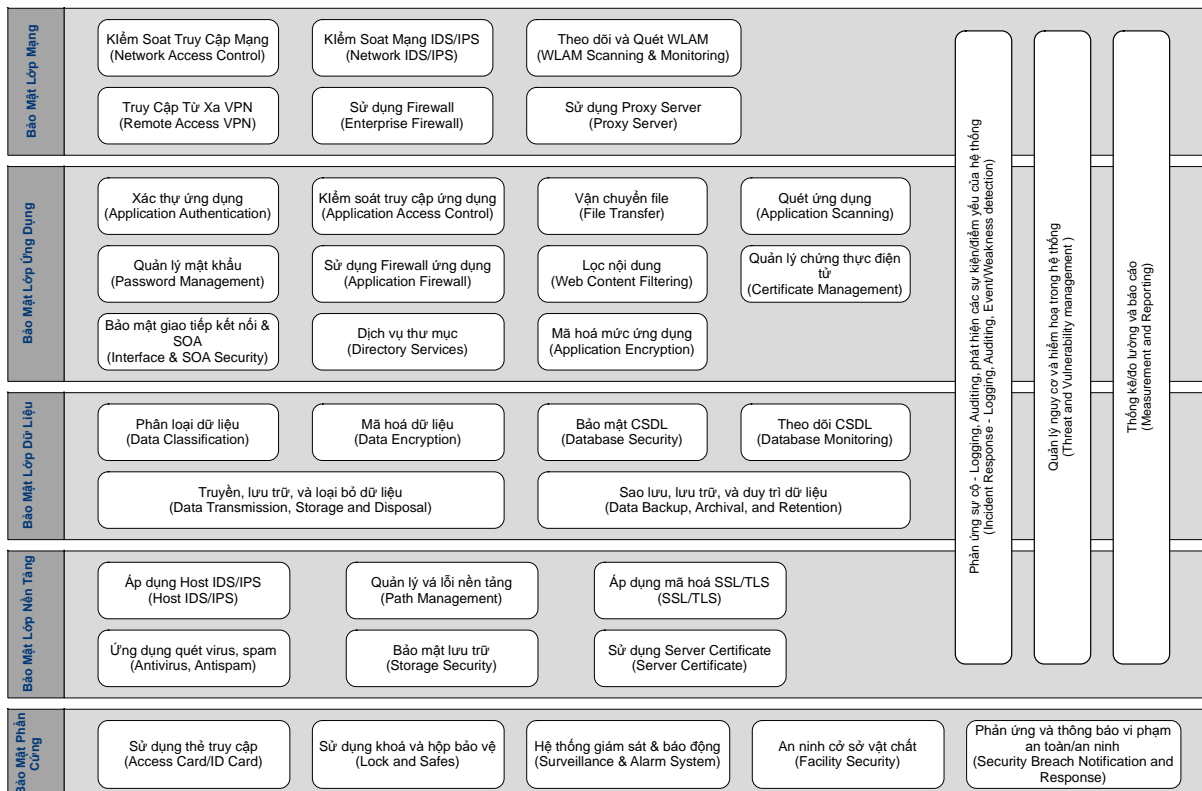 Bảo Mật Lớp Mạng
KIểm Soat Truy Cập Mạng
(Network Access Control)
KIểm Soat Mạng IDS/IPS
(Network IDS/IPS)
Theo dõi và Quét WLAM
(WLAM Scanning & Monitoring)
Truy Cập Từ Xa VPN
(Remote Access VPN)
Sử dụng Firewall
(Enterprise Firewall)
Sử dụng Proxy Server
(Proxy Server)
Bảo Mật Lớp Ứng Dụng
Xác thự ứng dụng
(Application Authentication)
KIểm soát truy cập ứng dụng
(Application Access Control)
Vận chuyển file
(File Transfer)
Quét ứng dụng
(Application Scanning)
Quản lý mật khẩu
(Password Management)
Sử dụng Firewall ứng dụng
(Application Firewall)
Lọc nội dung
(Web Content Filtering)
Quản lý chứng thực điện
tử
(Certificate Management)
Bảo mật giao tiếp kết nối &
SOA
(Interface & SOA Security)
Dịch vụ thư mục
(Directory Services)
Mã hoá mức ứng dụng
(Application Encryption)
Bảo Mật Lớp Dữ Liệu
Phân loại dữ liệu
(Data Classification)
Mã hoá dữ liệu
(Data Encryption)
Bảo mật CSDL
(Database Security)
Theo dõi CSDL
(Database Monitoring)
Truyền, lưu trữ, và loại bỏ dữ liệu
(Data Transmission, Storage and Disposal)
Sao lưu, lưu trữ, và duy trì dữ liệu
(Data Backup, Archival, and Retention)
Bảo Mật Lớp Nền Tảng
Áp dụng Host IDS/IPS
(Host IDS/IPS)
Quản lý vá lỗi nền tảng
(Path Management)
Áp dụng mã hoá SSL/TLS
(SSL/TLS)
Ứng dụng quét virus, spam
(Antivirus, Antispam)
Bảo mật lưu trữ
(Storage Security)
Sử dụng Server Certificate
(Server Certificate)
Phản ứng sự cộ - Logging, Auditing, phát hiện các sự kiện/điểm yếu của hệ thống
(Incident Response - Logging, Auditing, Event/Weakness detection)
Quản lý nguy cơ và hiểm hoạ trong hệ thống
(Threat and Vulnerability management )
Thống kê/đo lường và báo cáo
(Measurement and Reporting)
Bảo Mật Phần
Cứng
Sử dụng thẻ truy cập
(Access Card/ID Card)
Sử dụng khoá và hộp bảo vệ
(Lock and Safes)
Hệ thống giám sát & báo động
(Surveillance & Alarm System)
An ninh cở sở vật chất
(Facility Security)
Phản ứng và thông báo vi phạm
an toàn/an ninh
(Security Breach Notification and
Response)